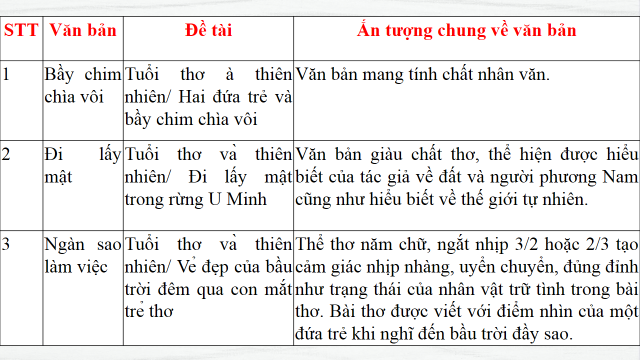 STT Văn bản Đề tài Ấn tượng chung về văn bản
1 Bầy chim chìa vôi
Tuổi thơ à thiên nhiên/ Hai đứa trẻ và bầy chim chìa vôi
Văn bản mang tính chất nhân văn.
2 Đi lấy mật
Tuổi thơ và thiên nhiên/ Đi lấy mật trong rừng U Minh
Văn bản giàu chất thơ, thể hiện được hiểu biết của tác giả về đất và người phương Nam cũng như hiểu biết về thế giới tự nhiên.
3 Ngàn sao làm việc
Tuổi thơ và thiên nhiên/ Vẻ đẹp của bầu trời đêm qua con mắt trẻ thơ
Thể thơ năm chữ, ngắt nhịp 3/2 hoặc 2/3 tạo cảm giác nhịp nhàng, uyển chuyển, đủng đỉnh như trạng thái của nhân vật trữ tình trong bài thơ. Bài thơ được viết với điểm nhìn của một đứa trẻ khi nghĩ đến bầu trời đầy sao.